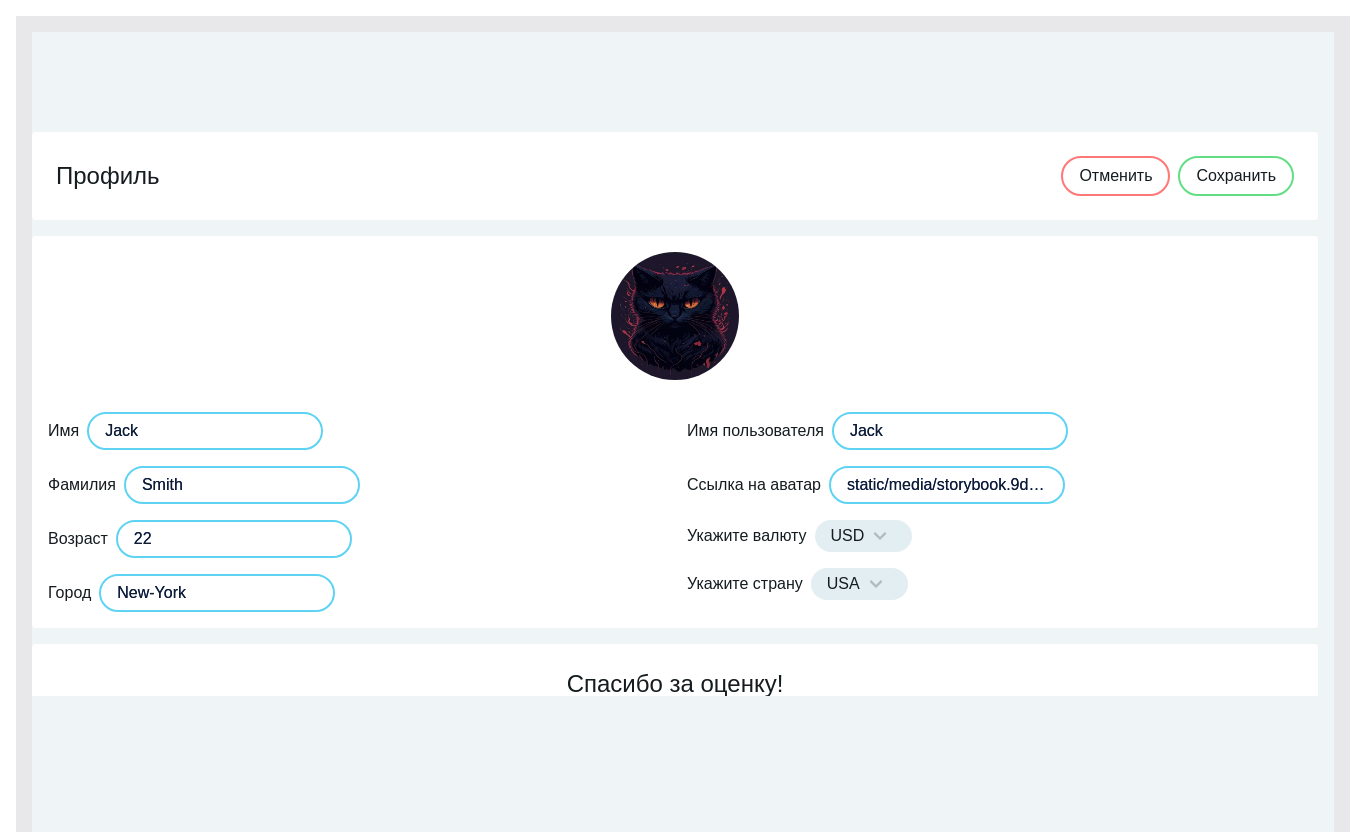 Профиль
Отменить
Сохранить
Имя Jack
Фамилия Smith
Возраст 22
Город New-York
Имя пользователя Jack
Ссылка на аватар static/media/storybook.9d…
Укажите валюту USD
Укажите страну USA
Спасибо за оценку!